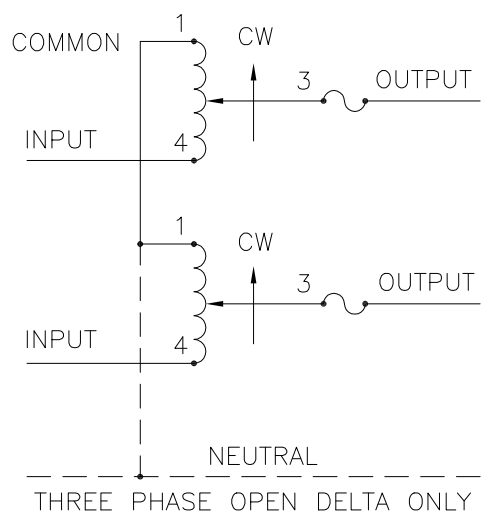 1
CW
COMMON
3
OUTPUT
INPUT
4
1
CW
3
OUTPUT
INPUT
4
NEUTRAL
THREE PHASE OPEN DELTA ONLY